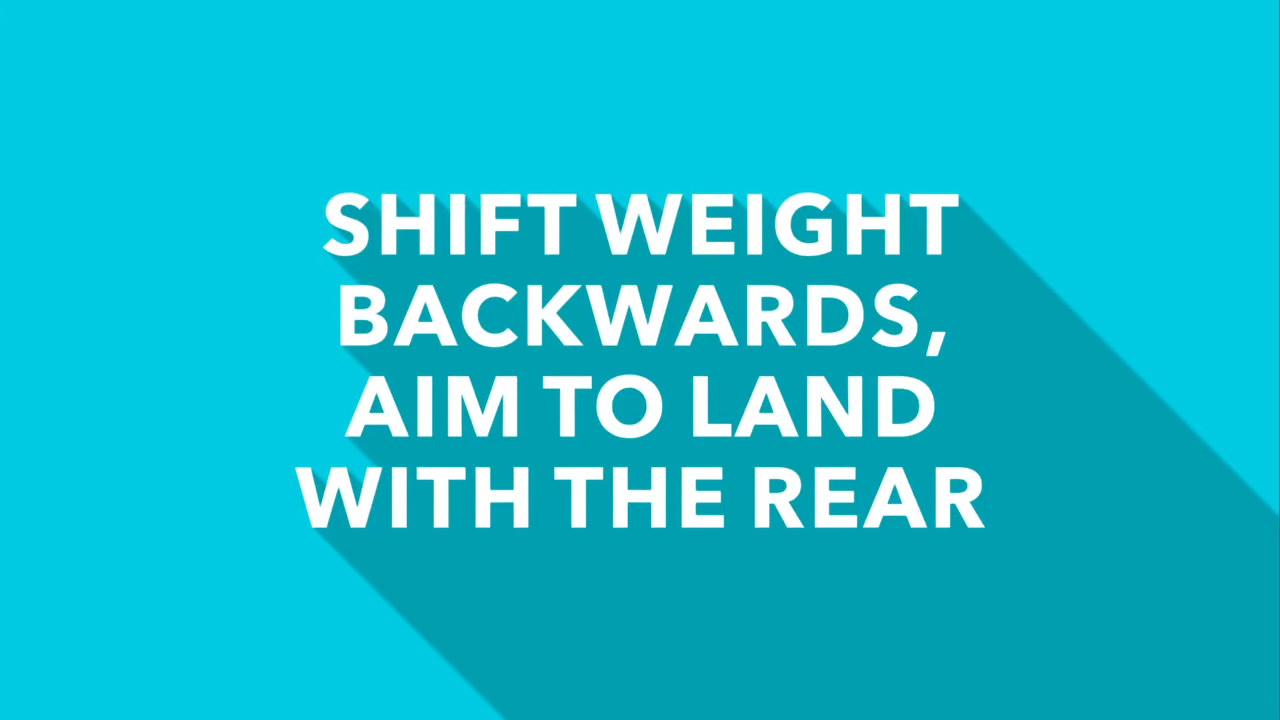 SHIFT WEIGHT
BACKWARDS,
AIM TO LAND
WITH THE REAR